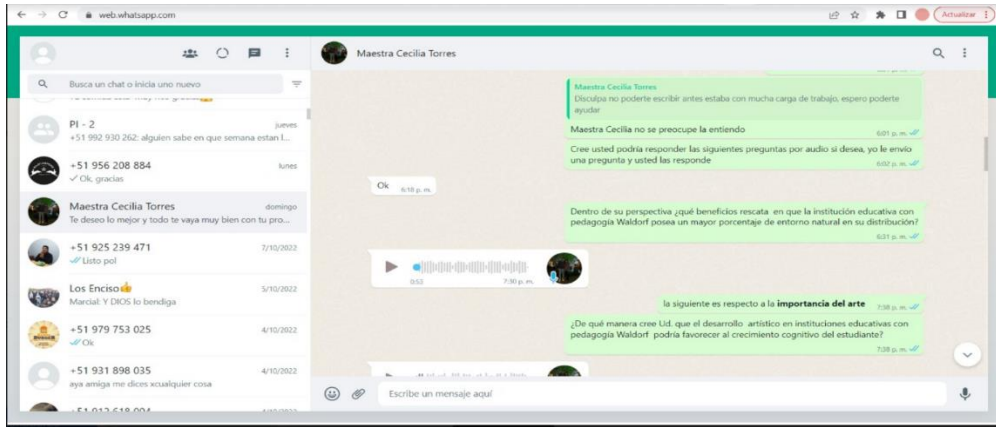 web.whatsapp.com
Actualizar
Maestra Cecilia Torres
Busca un chat o inicia uno nuevo
PI - 2
jueves
+51 992 930 262: alguien sabe en que semana estan l...
+51 956 208 884
lunes
Ok, gracias
Maestra Cecilia Torres
domingo
Te deseo lo mejor y todo te vaya muy bien con tu pro...
+51 925 239 471
7/10/2022
Listo pol
Los Enciso👍
5/10/2022
Marcial: Y DIOS lo bendiga
+51 979 753 025
4/10/2022
Ok
+51 931 898 035
4/10/2022
aya amiga me dices xcualquier cosa
+51 912 618 094
4/10/2022
Maestra Cecilia Torres
Disculpa no poderte escribir antes estaba con mucha carga de trabajo, espero poderte
ayudar
Maestra Cecilia no se preocupe la entiendo
6:01 p. m.
Cree usted podría responder las siguientes preguntas por audio si desea, yo le envio
una pregunta y usted las responde
6:02 p. m.
Ok
6:18 p. m.
Dentro de su perspectiva ¿qué beneficios rescata en que la institución educativa con
pedagogía Waldorf posea un mayor porcentaje de entorno natural en su distribución?
6:31 p. m.
0:53
7:30 p. m.
la siguiente es respecto a la importancia del arte
7:38 p. m.
¿De qué manera cree Ud. que el desarrollo artístico en instituciones educativas con
pedagogía Waldorf podría favorecer al crecimiento cognitivo del estudiante?
7:38 p. m.
Escribe un mensaje aquí